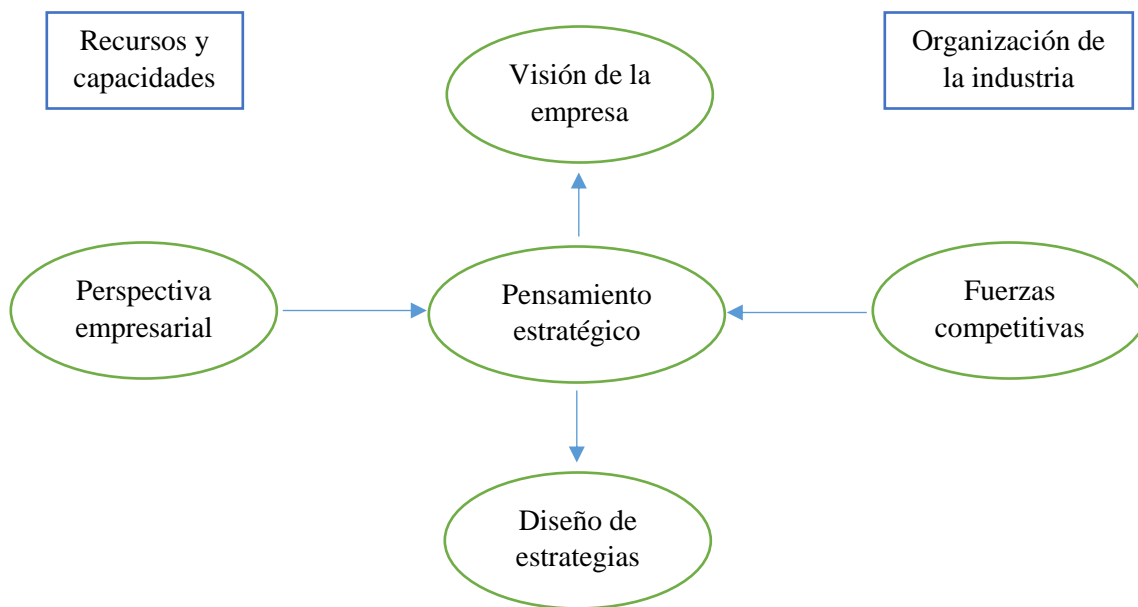 Recursos y
capacidades
Visión de la
empresa
Organización de
la industria
Perspectiva
empresarial
Pensamiento
estratégico
Fuerzas
competitivas
Diseño de
estrategias